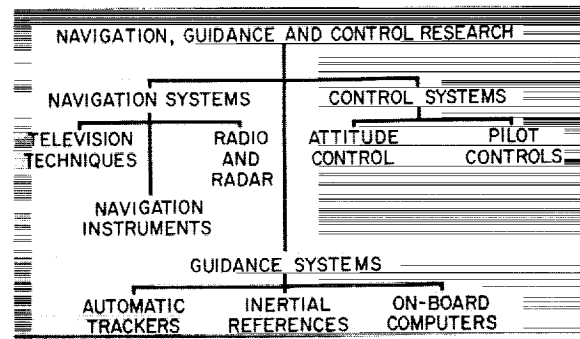 NAVIGATION, GUIDANCE AND CONTROL RESEARCH
NAVIGATION SYSTEMS
CONTROL SYSTEMS
TELEVISION
TECHNIQUES
RADIO
AND
RADAR
ATTITUDE
CONTROL
PILOT
CONTROLS
NAVIGATION
INSTRUMENTS
GUIDANCE SYSTEMS
AUTOMATIC
TRACKERS
INERTIAL
REFERENCES
ON-BOARD
COMPUTERS